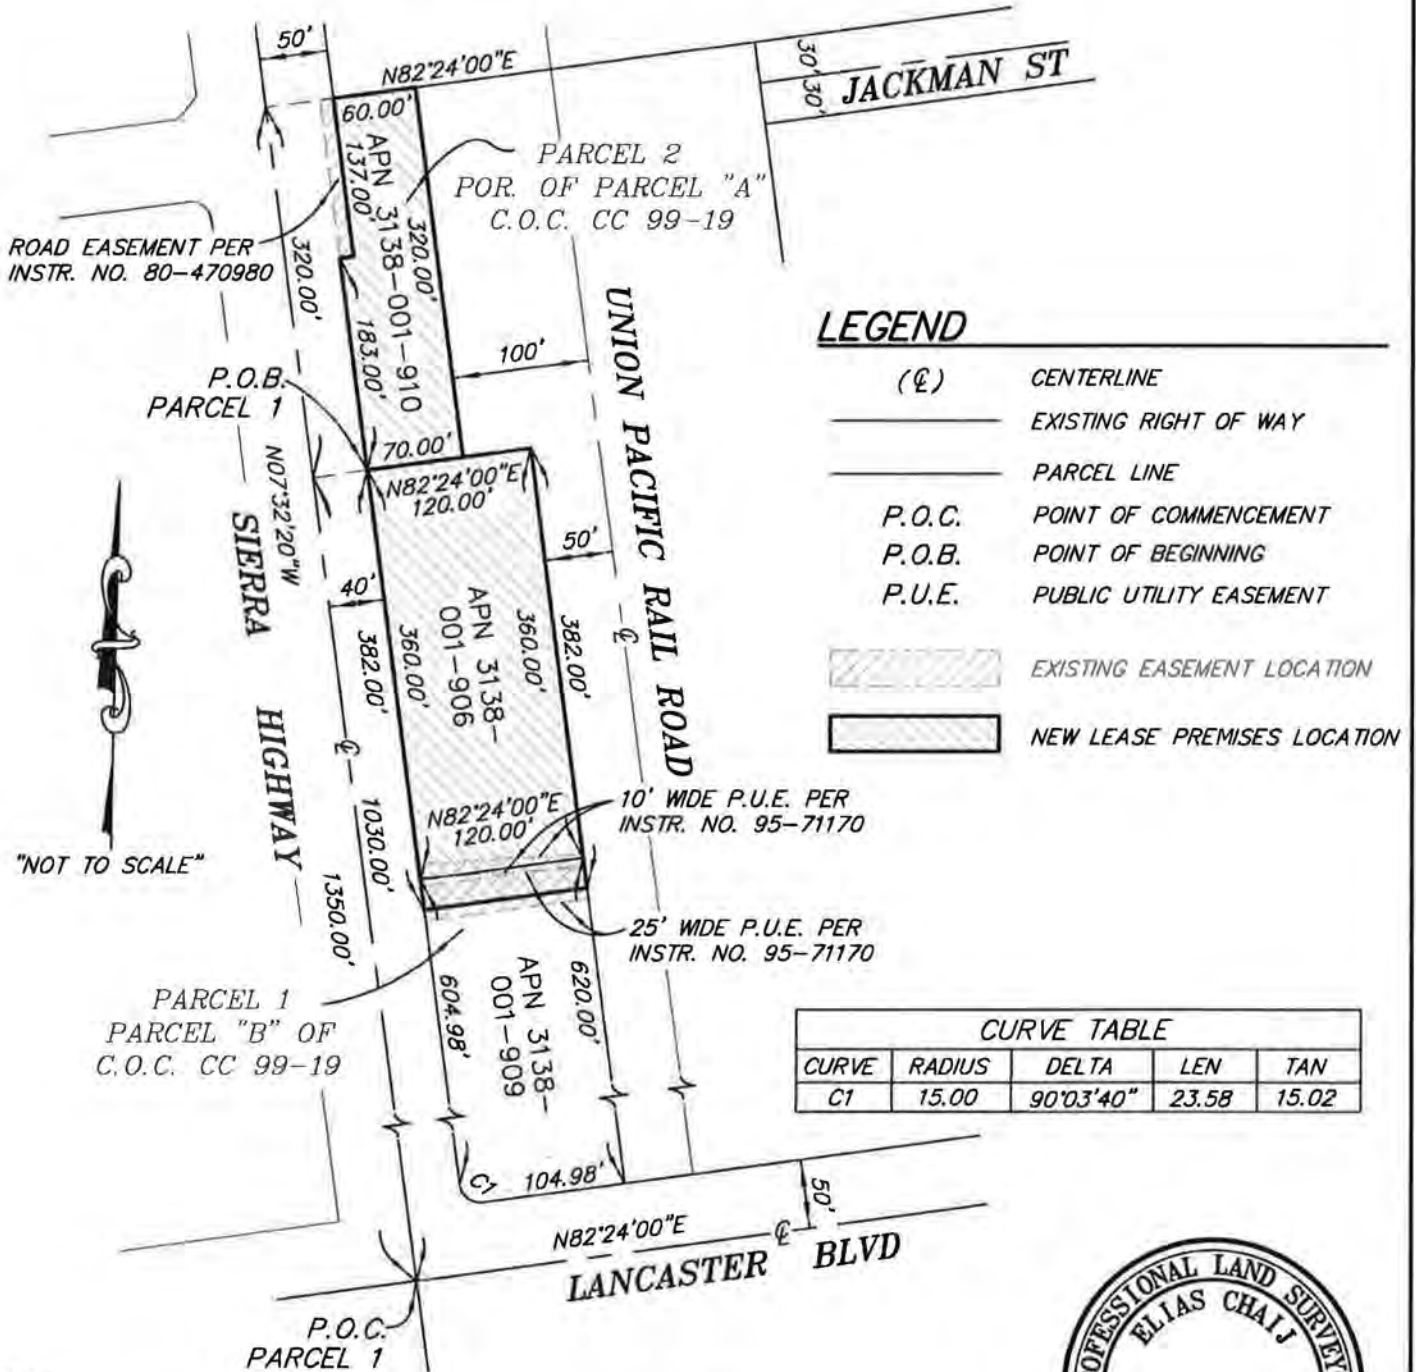 50'
N82°24'00"E
30'
30'
JACKMAN ST
60.00'
137.00'
APN 3138-001-910
320.00'
PARCEL 2
POR. OF PARCEL "A"
C.O.C. CC 99-19
ROAD EASEMENT PER
INSTR. NO. 80-470980
320.00'
183.00'
100'
UNION PACIFIC RAIL ROAD
P.O.B.
PARCEL 1
70.00'
N82°24'00"E
120.00'
N07°32'20"W
SIERRA HIGHWAY
50'
40'
382.00'
360.00'
APN 3138-
001-906
360.00'
382.00'
℄
℄
1030.00'
1350.00'
N82°24'00"E
120.00'
10' WIDE P.U.E. PER
INSTR. NO. 95-71170
25' WIDE P.U.E. PER
INSTR. NO. 95-71170
"NOT TO SCALE"
PARCEL 1
PARCEL "B" OF
C.O.C. CC 99-19
604.98'
APN 3138-
001-909
620.00'
C1
104.98'
50'
N82°24'00"E
℄
LANCASTER BLVD
P.O.C.
PARCEL 1
LEGEND
(℄) CENTERLINE
EXISTING RIGHT OF WAY
PARCEL LINE
P.O.C. POINT OF COMMENCEMENT
P.O.B. POINT OF BEGINNING
P.U.E. PUBLIC UTILITY EASEMENT
EXISTING EASEMENT LOCATION
NEW LEASE PREMISES LOCATION
CURVE TABLE
CURVE RADIUS DELTA LEN TAN
C1 15.00 90°03'40" 23.58 15.02
OFESSIONAL LAND SURVEY
ELIAS CHAIJ